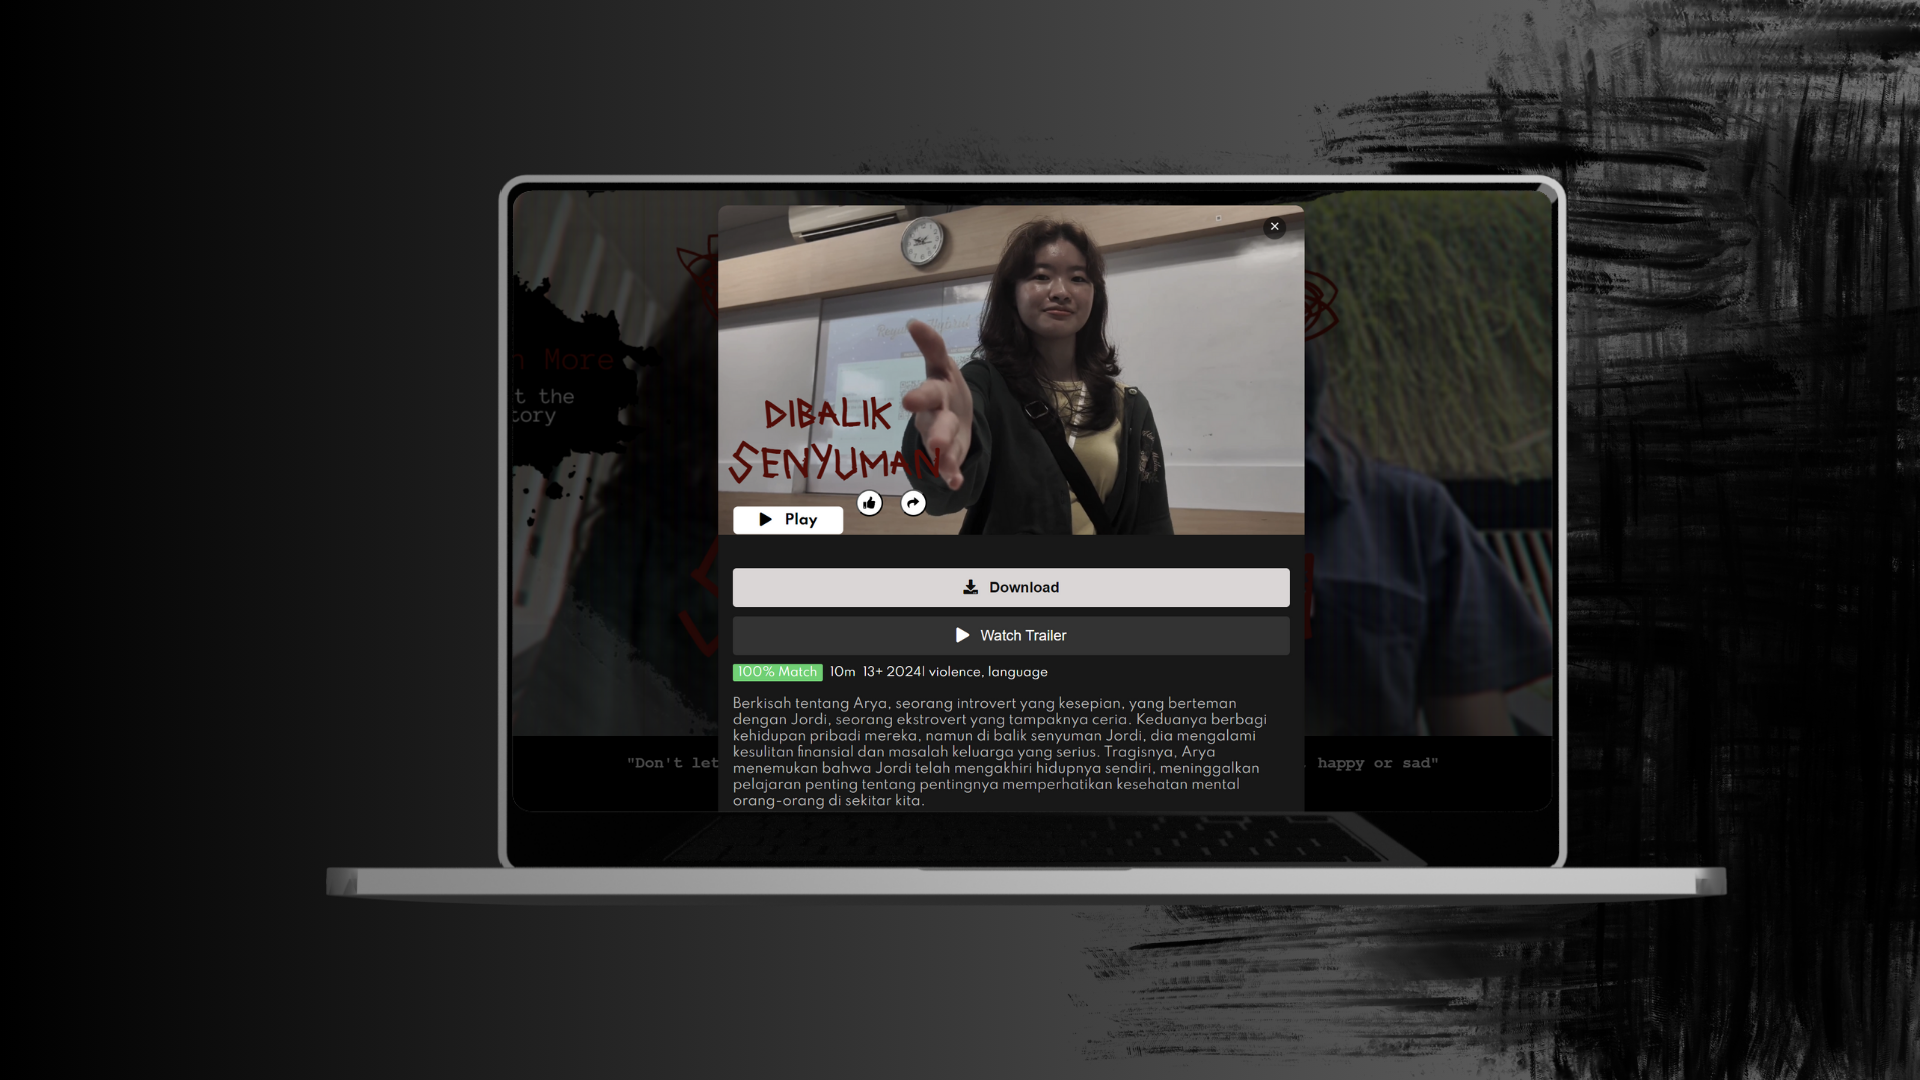 More
t the
tory
DIBALIK
SENYUMAN
Play
Download
Watch Trailer
100% Match 10m 13+ 2024| violence, language
Berkisah tentang Arya, seorang introvert yang kesepian, yang berteman
dengan Jordi, seorang ekstrovert yang tampaknya ceria. Keduanya berbagi
kehidupan pribadi mereka, namun di balik senyuman Jordi, dia mengalami
kesulitan finansial dan masalah keluarga yang serius. Tragisnya, Arya
menemukan bahwa Jordi telah mengakhiri hidupnya sendiri, meninggalkan
pelajaran penting tentang pentingnya memperhatikan kesehatan mental
orang-orang di sekitar kita.
"Don't let
happy or sad"